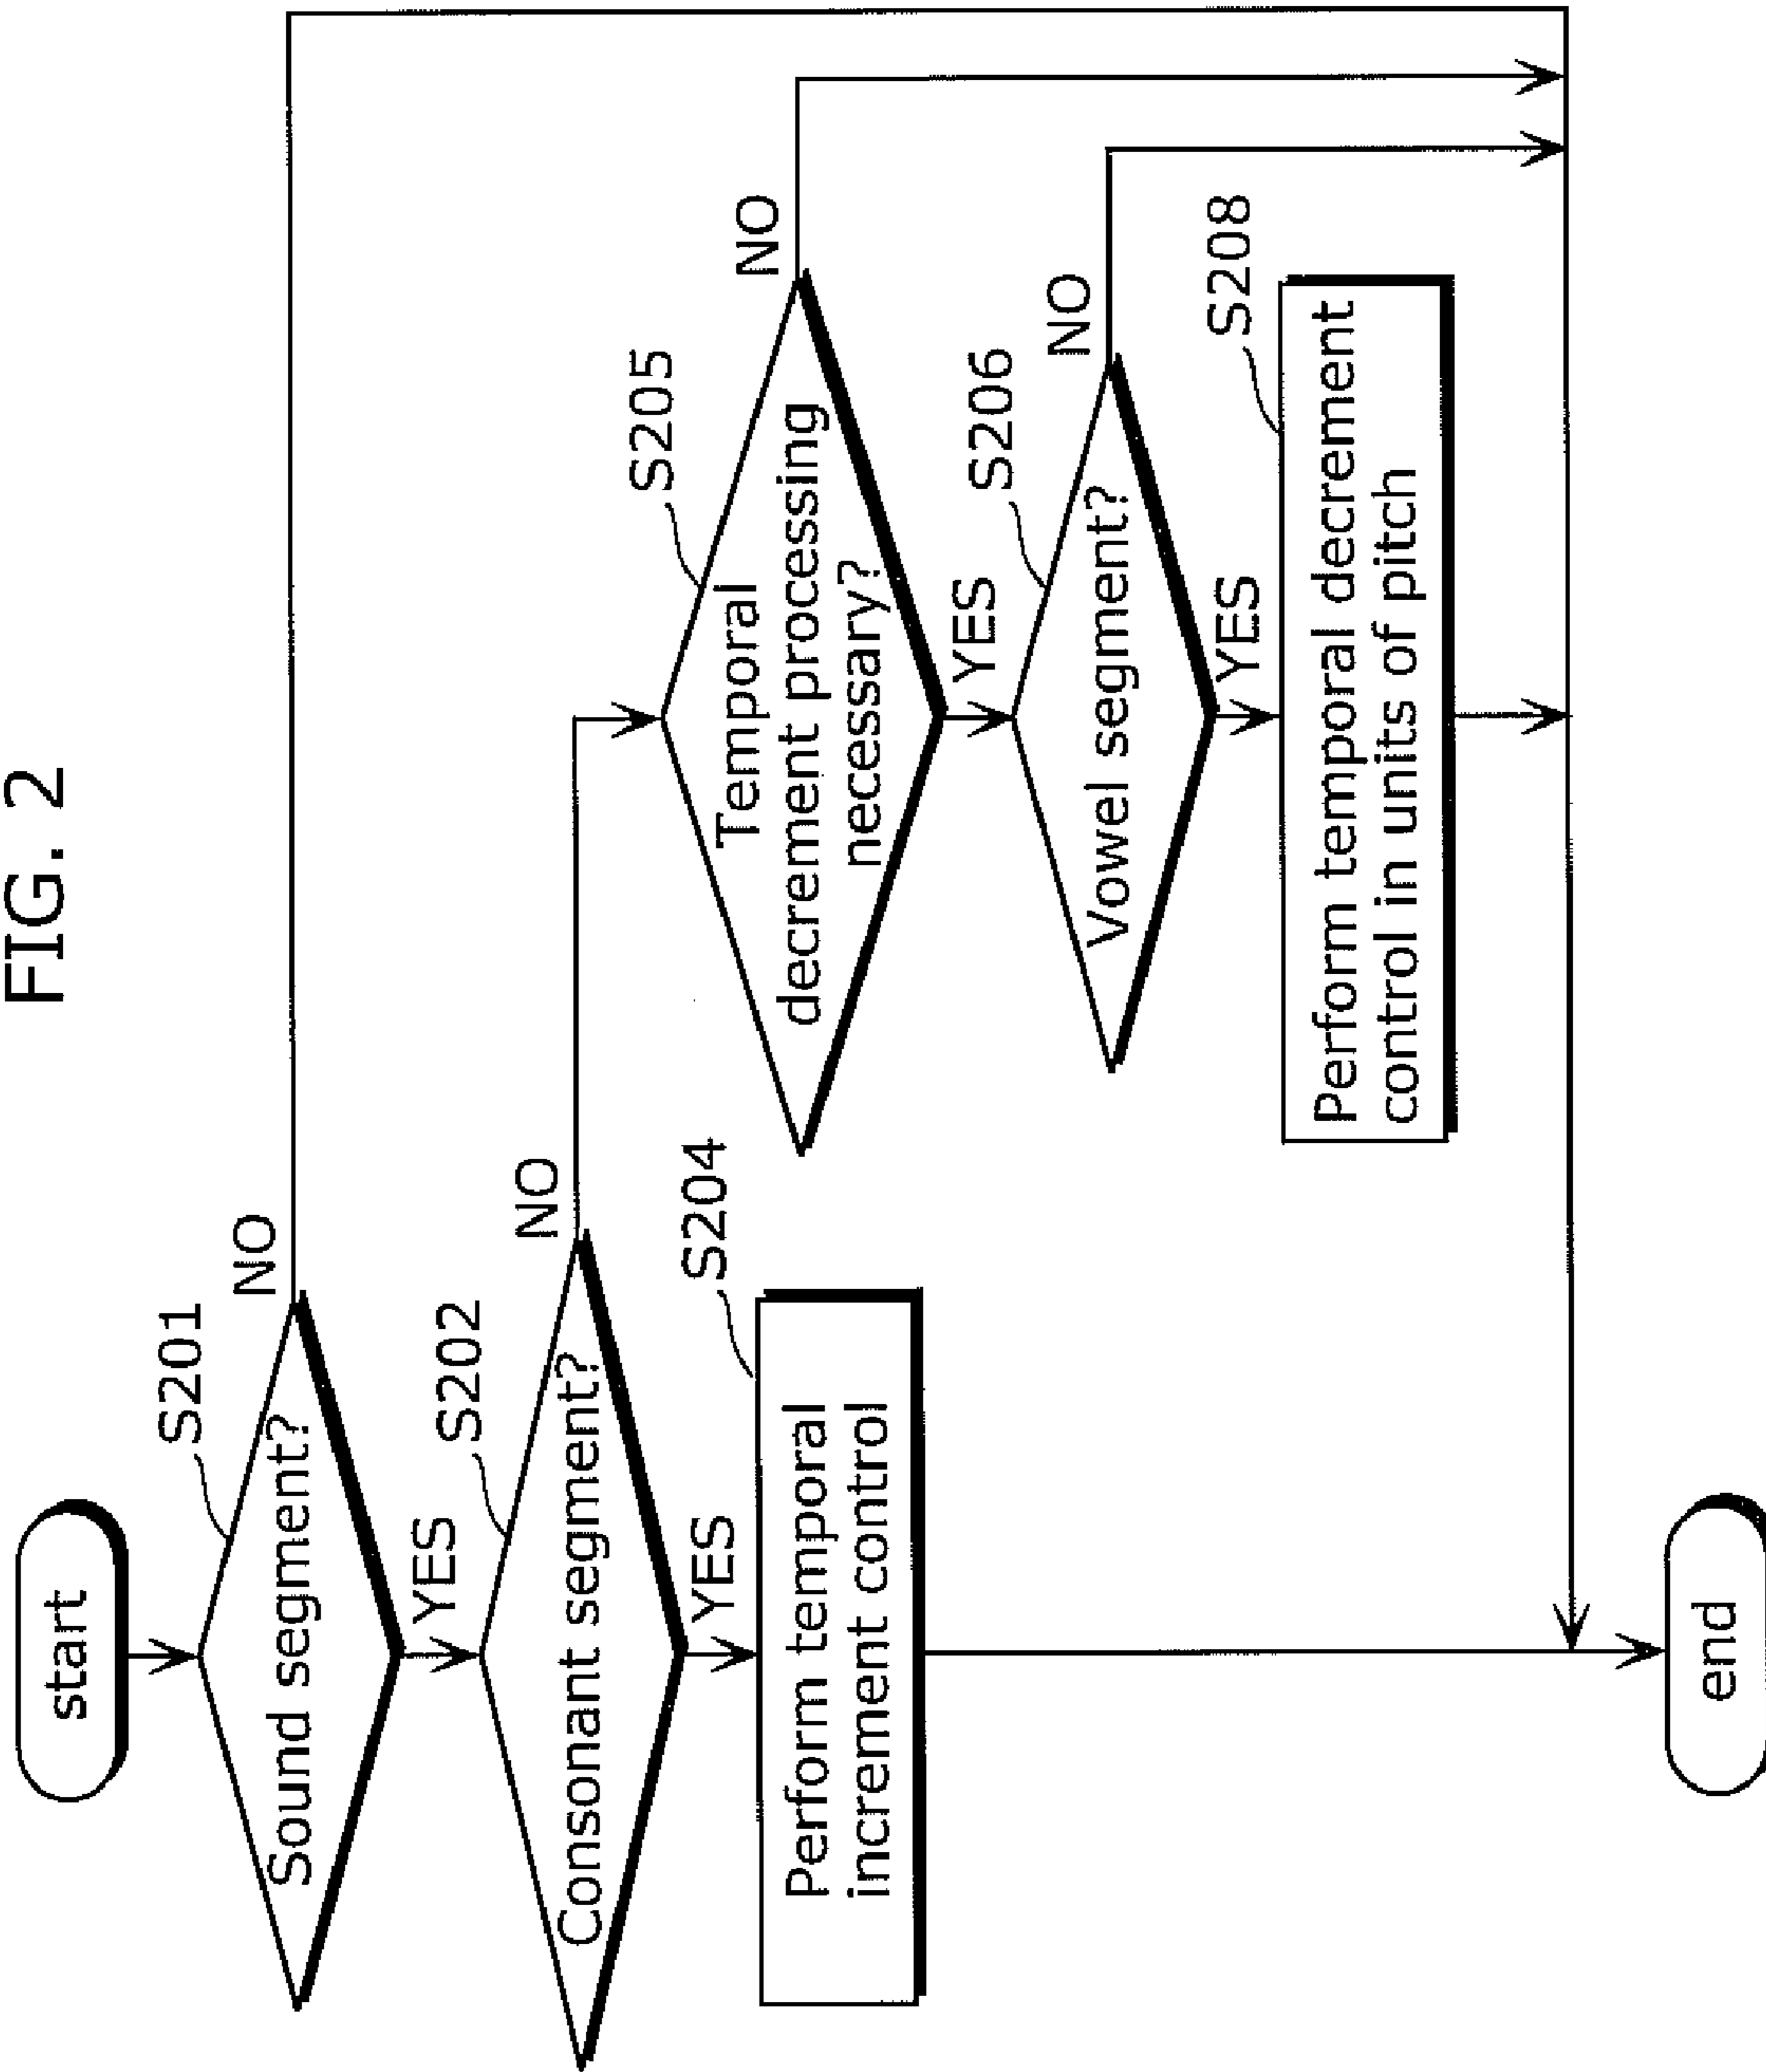 FIG. 2
start
S201
Sound segment?
NO
YES
S202
Consonant segment?
NO
YES
S204
Perform temporal
increment control
S205
Temporal
decrement processing
necessary?
NO
YES
S206
Vowel segment?
NO
YES
S208
Perform temporal decrement
control in units of pitch
end